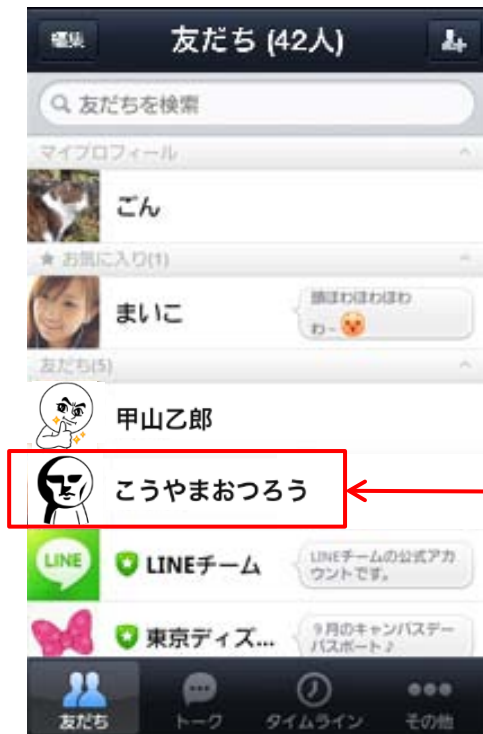 編集
友だち (42人)
友だちを検索
マイプロフィール
ごん
★ お気に入り(1)
まいこ
頭ほわほわほわ
わ~
友だち(5)
甲山乙郎
こうやまおつろう
LINE
LINEチーム
LINEチームの公式アカ
ウントです。
東京ディズ...
9月のキャンパスデー
パスポート♪
友だち
トーク
タイムライン
その他